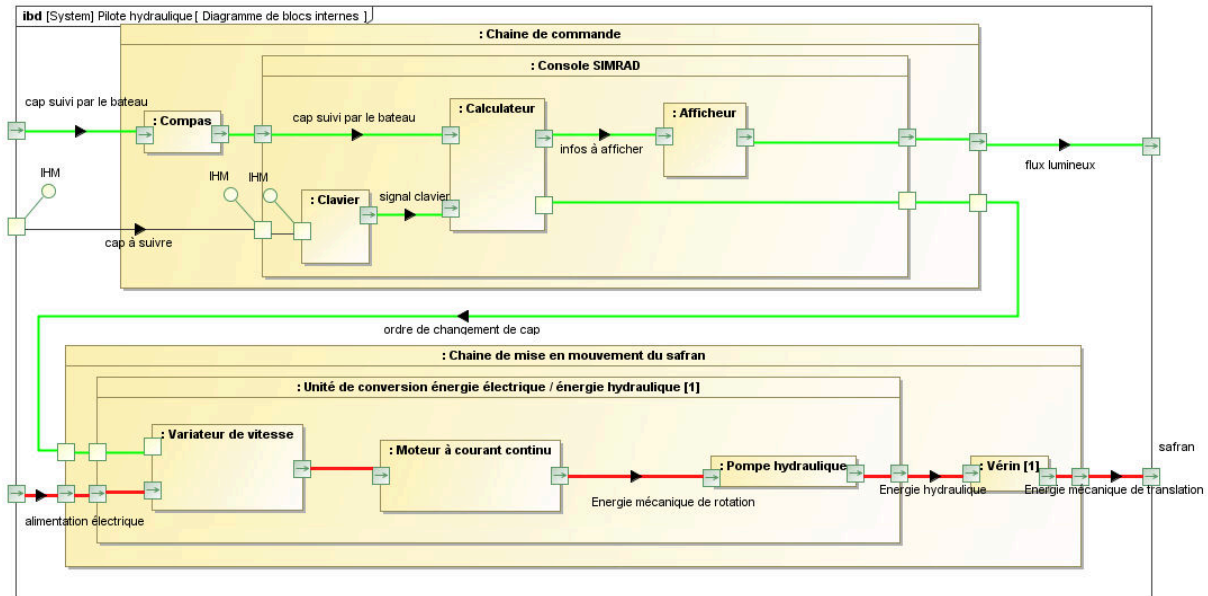 ibd [System] Pilote hydraulique [ Diagramme de blocs internes ]
: Chaine de commande
: Console SIMRAD
cap suivi par le bateau
: Compas
cap suivi par le bateau
: Calculateur
: Afficheur
infos à afficher
flux lumineux
IHM
IHM
IHM
: Clavier
signal clavier
cap à suivre
ordre de changement de cap
: Chaine de mise en mouvement du safran
: Unité de conversion énergie électrique / énergie hydraulique [1]
: Variateur de vitesse
: Moteur à courant continu
: Pompe hydraulique
: Vérin [1]
safran
alimentation électrique
Energie mécanique de rotation
Energie hydraulique
Energie mécanique de translation